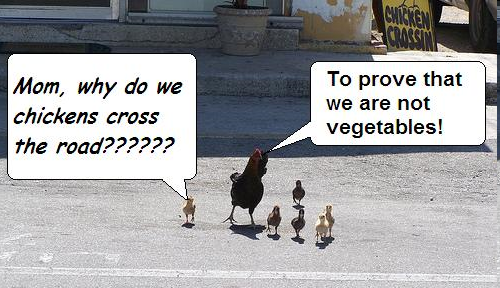 CHICKEN
CROSSIN
Mom, why do we
chickens cross
the road??????
To prove that
we are not
vegetables!